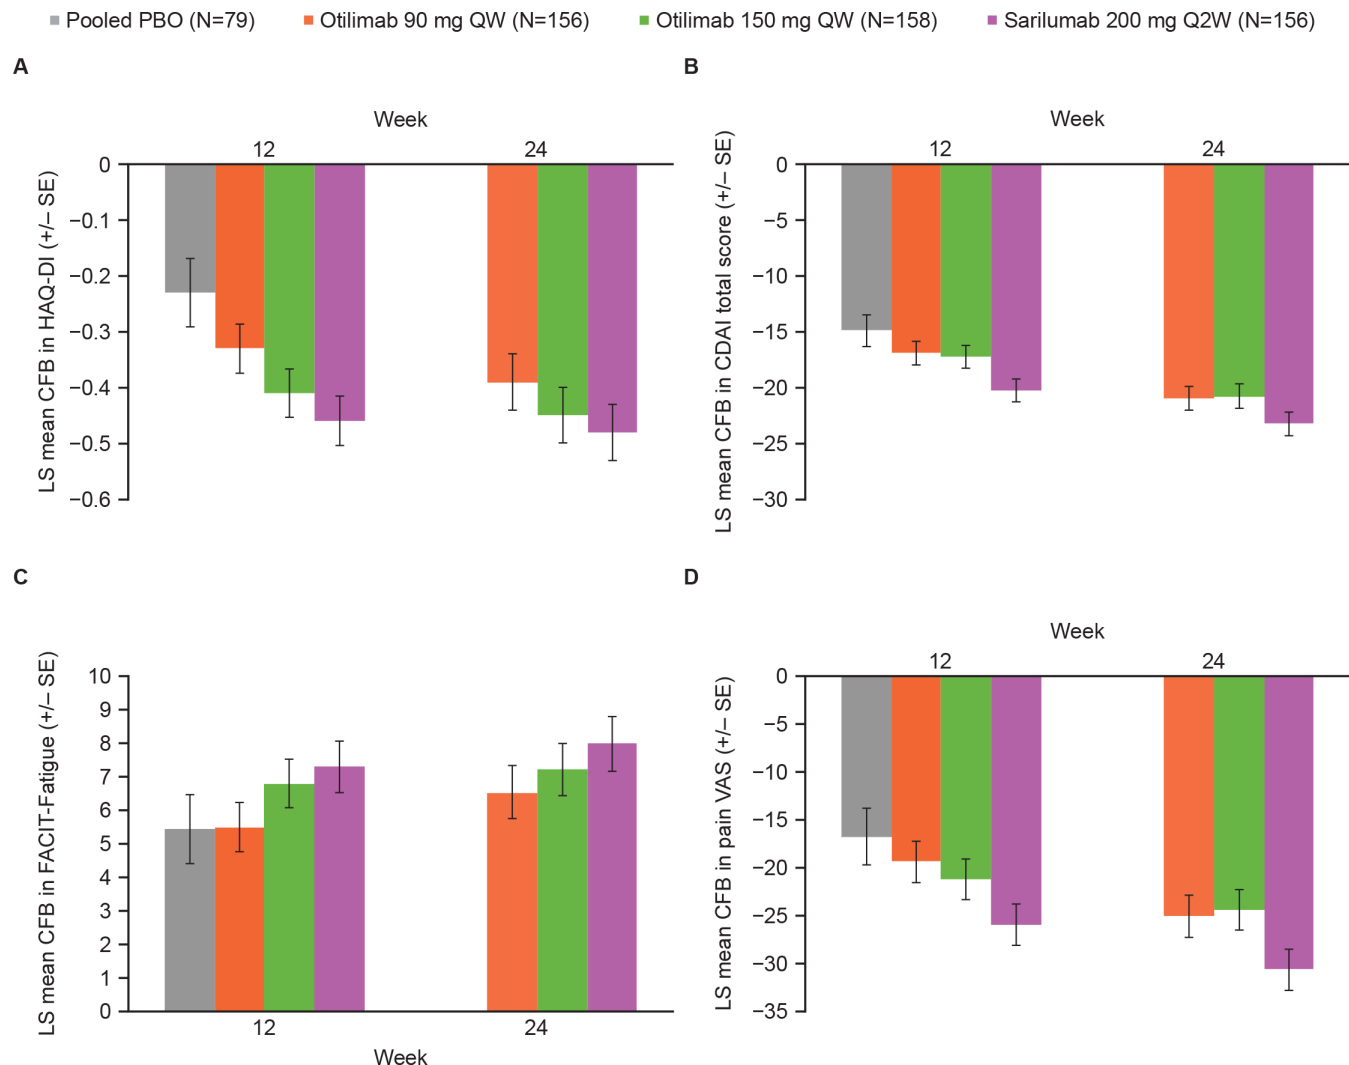 Pooled PBO (N=79) Otilimab 90 mg QW (N=156) Otilimab 150 mg QW (N=158) Sarilumab 200 mg Q2W (N=156)
A
Week
12 24
LS mean CFB in HAQ-DI (+/− SE)
0
−0.1
−0.2
−0.3
−0.4
−0.5
−0.6
B
Week
12 24
LS mean CFB in CDAI total score (+/− SE)
0
−5
−10
−15
−20
−25
−30
C
LS mean CFB in FACIT-Fatigue (+/− SE)
10
9
8
7
6
5
4
3
2
1
0
12 24
Week
D
Week
12 24
LS mean CFB in pain VAS (+/− SE)
0
−5
−10
−15
−20
−25
−30
−35